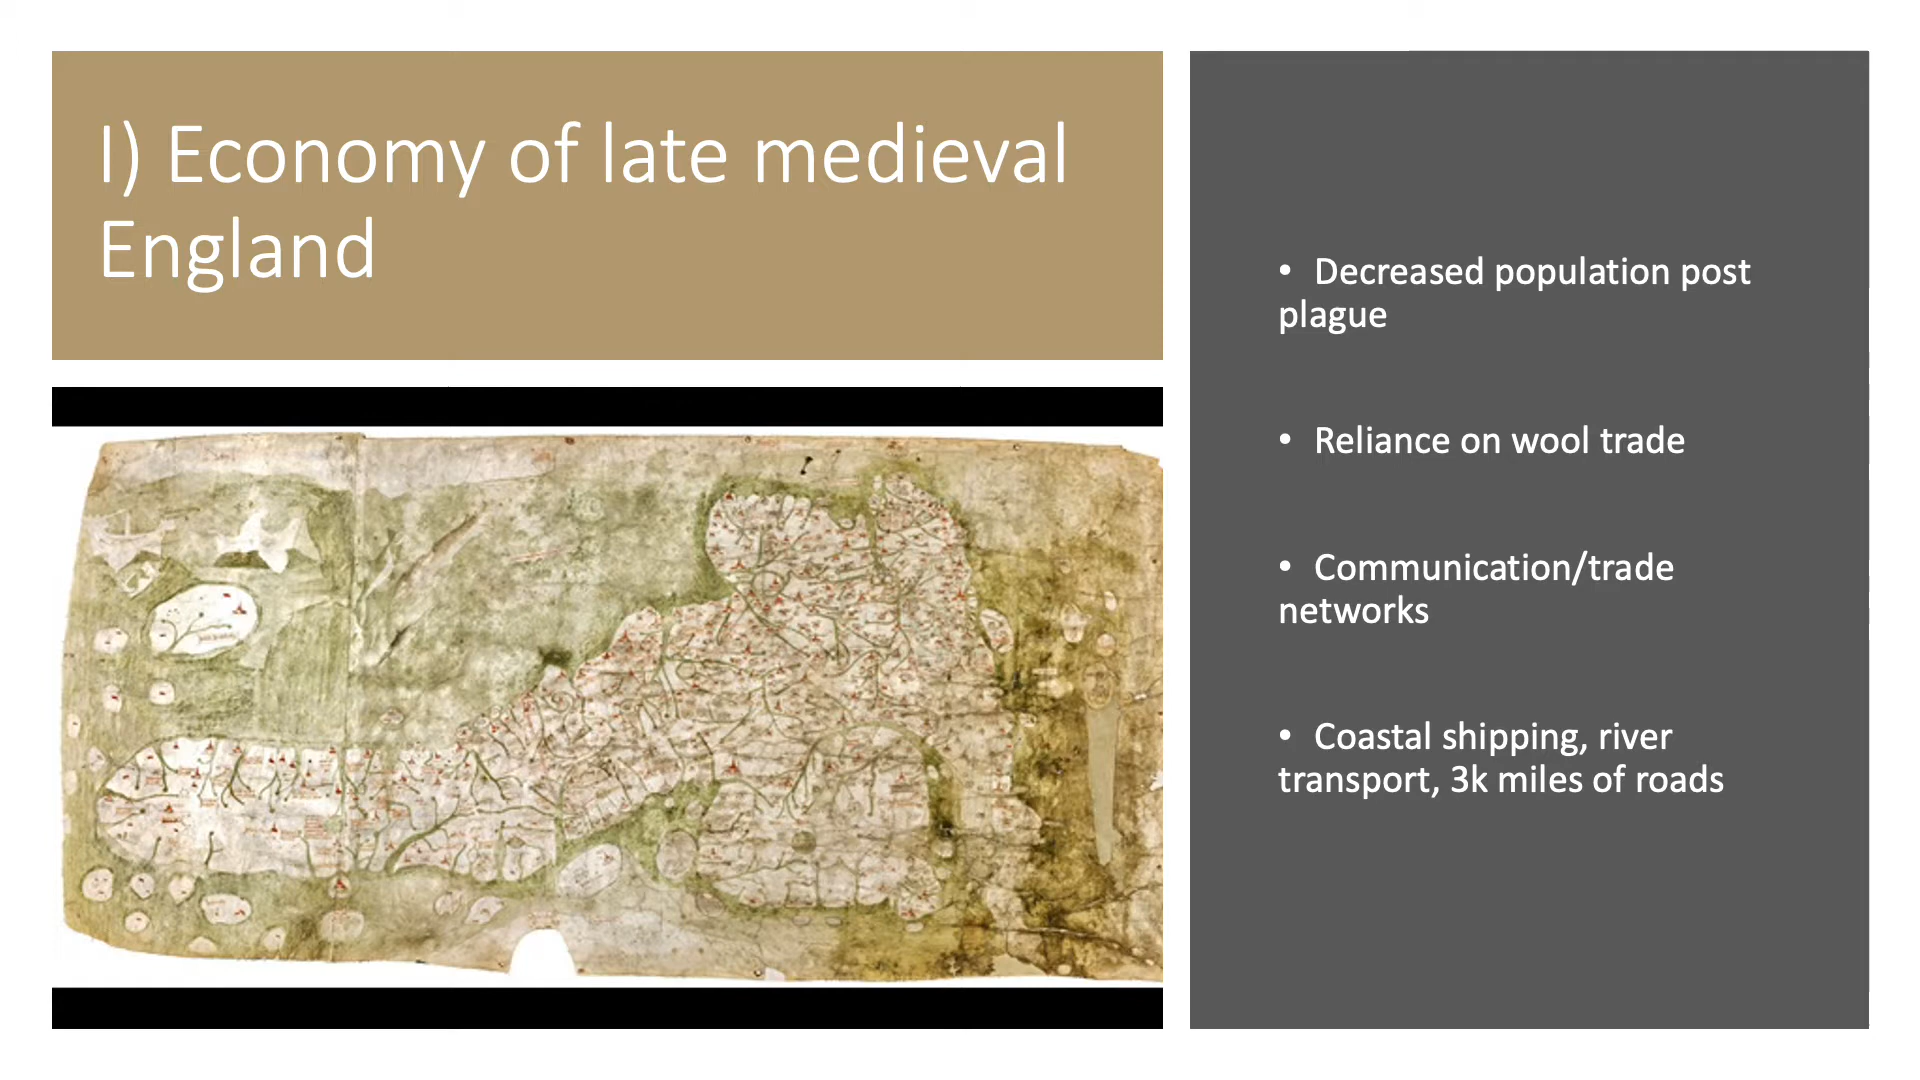 I) Economy of late medieval
England
• Decreased population post
plague
• Reliance on wool trade
• Communication/trade
networks
• Coastal shipping, river
transport, 3k miles of roads